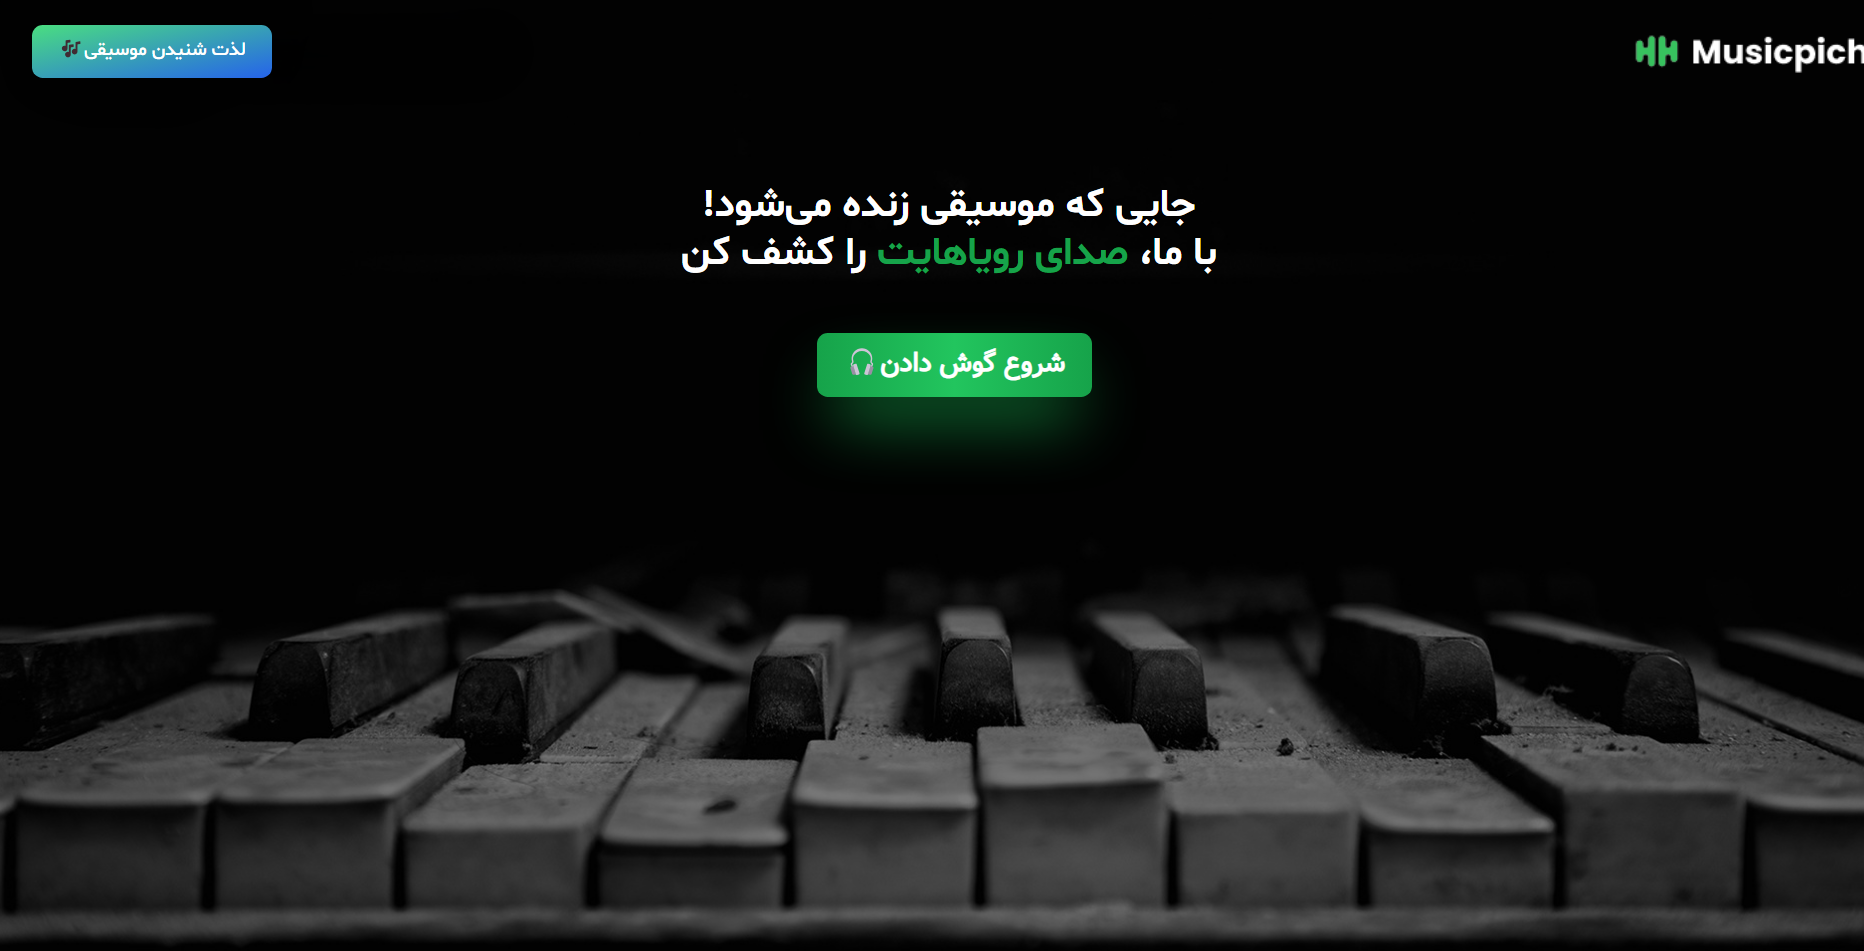 Musicpich
لذت شنیدن موسیقی 🎶
جایی که موسیقی زنده می‌شود!
با ما، صدای رویاهایت را کشف کن
شروع گوش دادن 🎧